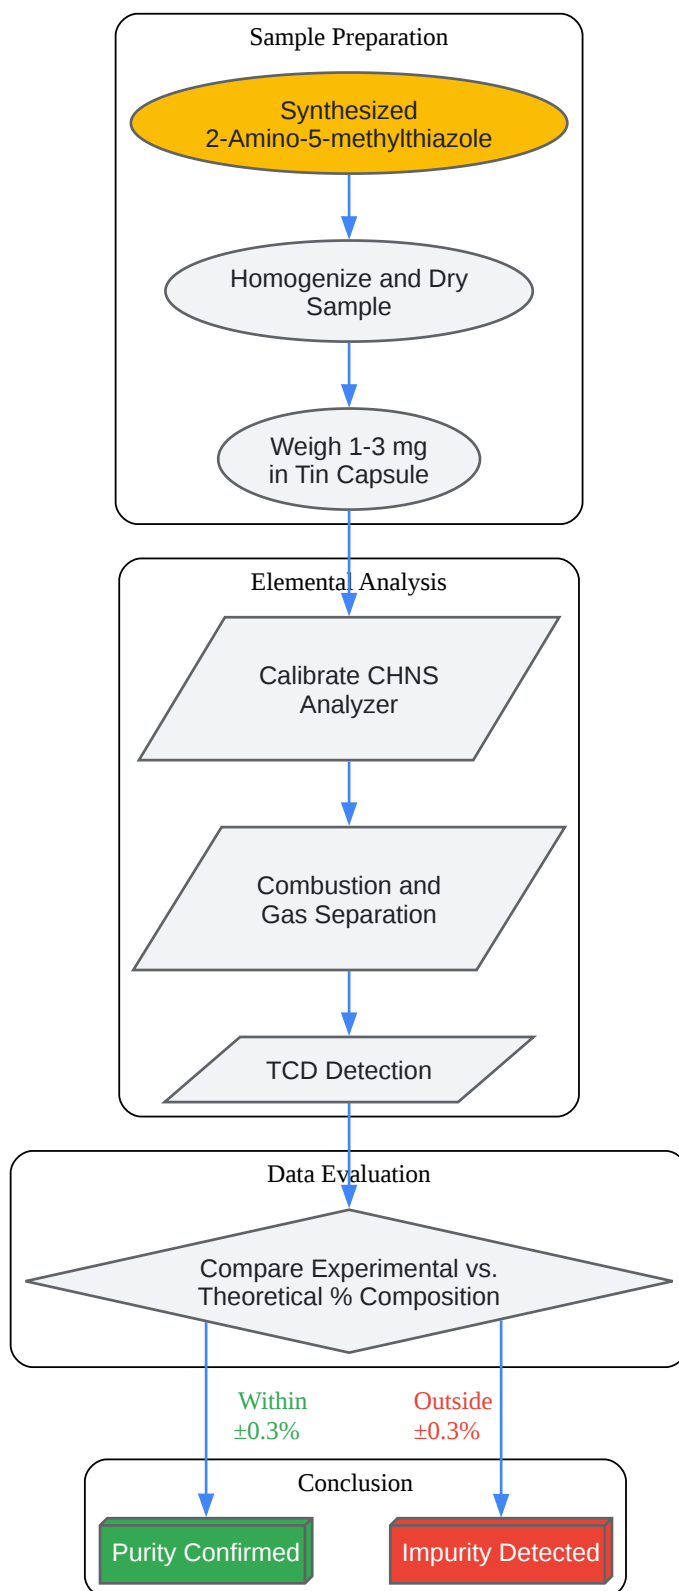 Sample Preparation
Synthesized
2-Amino-5-methylthiazole
Homogenize and Dry
Sample
Weigh 1-3 mg
in Tin Capsule
Elemental Analysis
Calibrate CHNS
Analyzer
Combustion and
Gas Separation
TCD Detection
Data Evaluation
Compare Experimental vs.
Theoretical % Composition
Within
±0.3%
Outside
±0.3%
Conclusion
Purity Confirmed
Impurity Detected